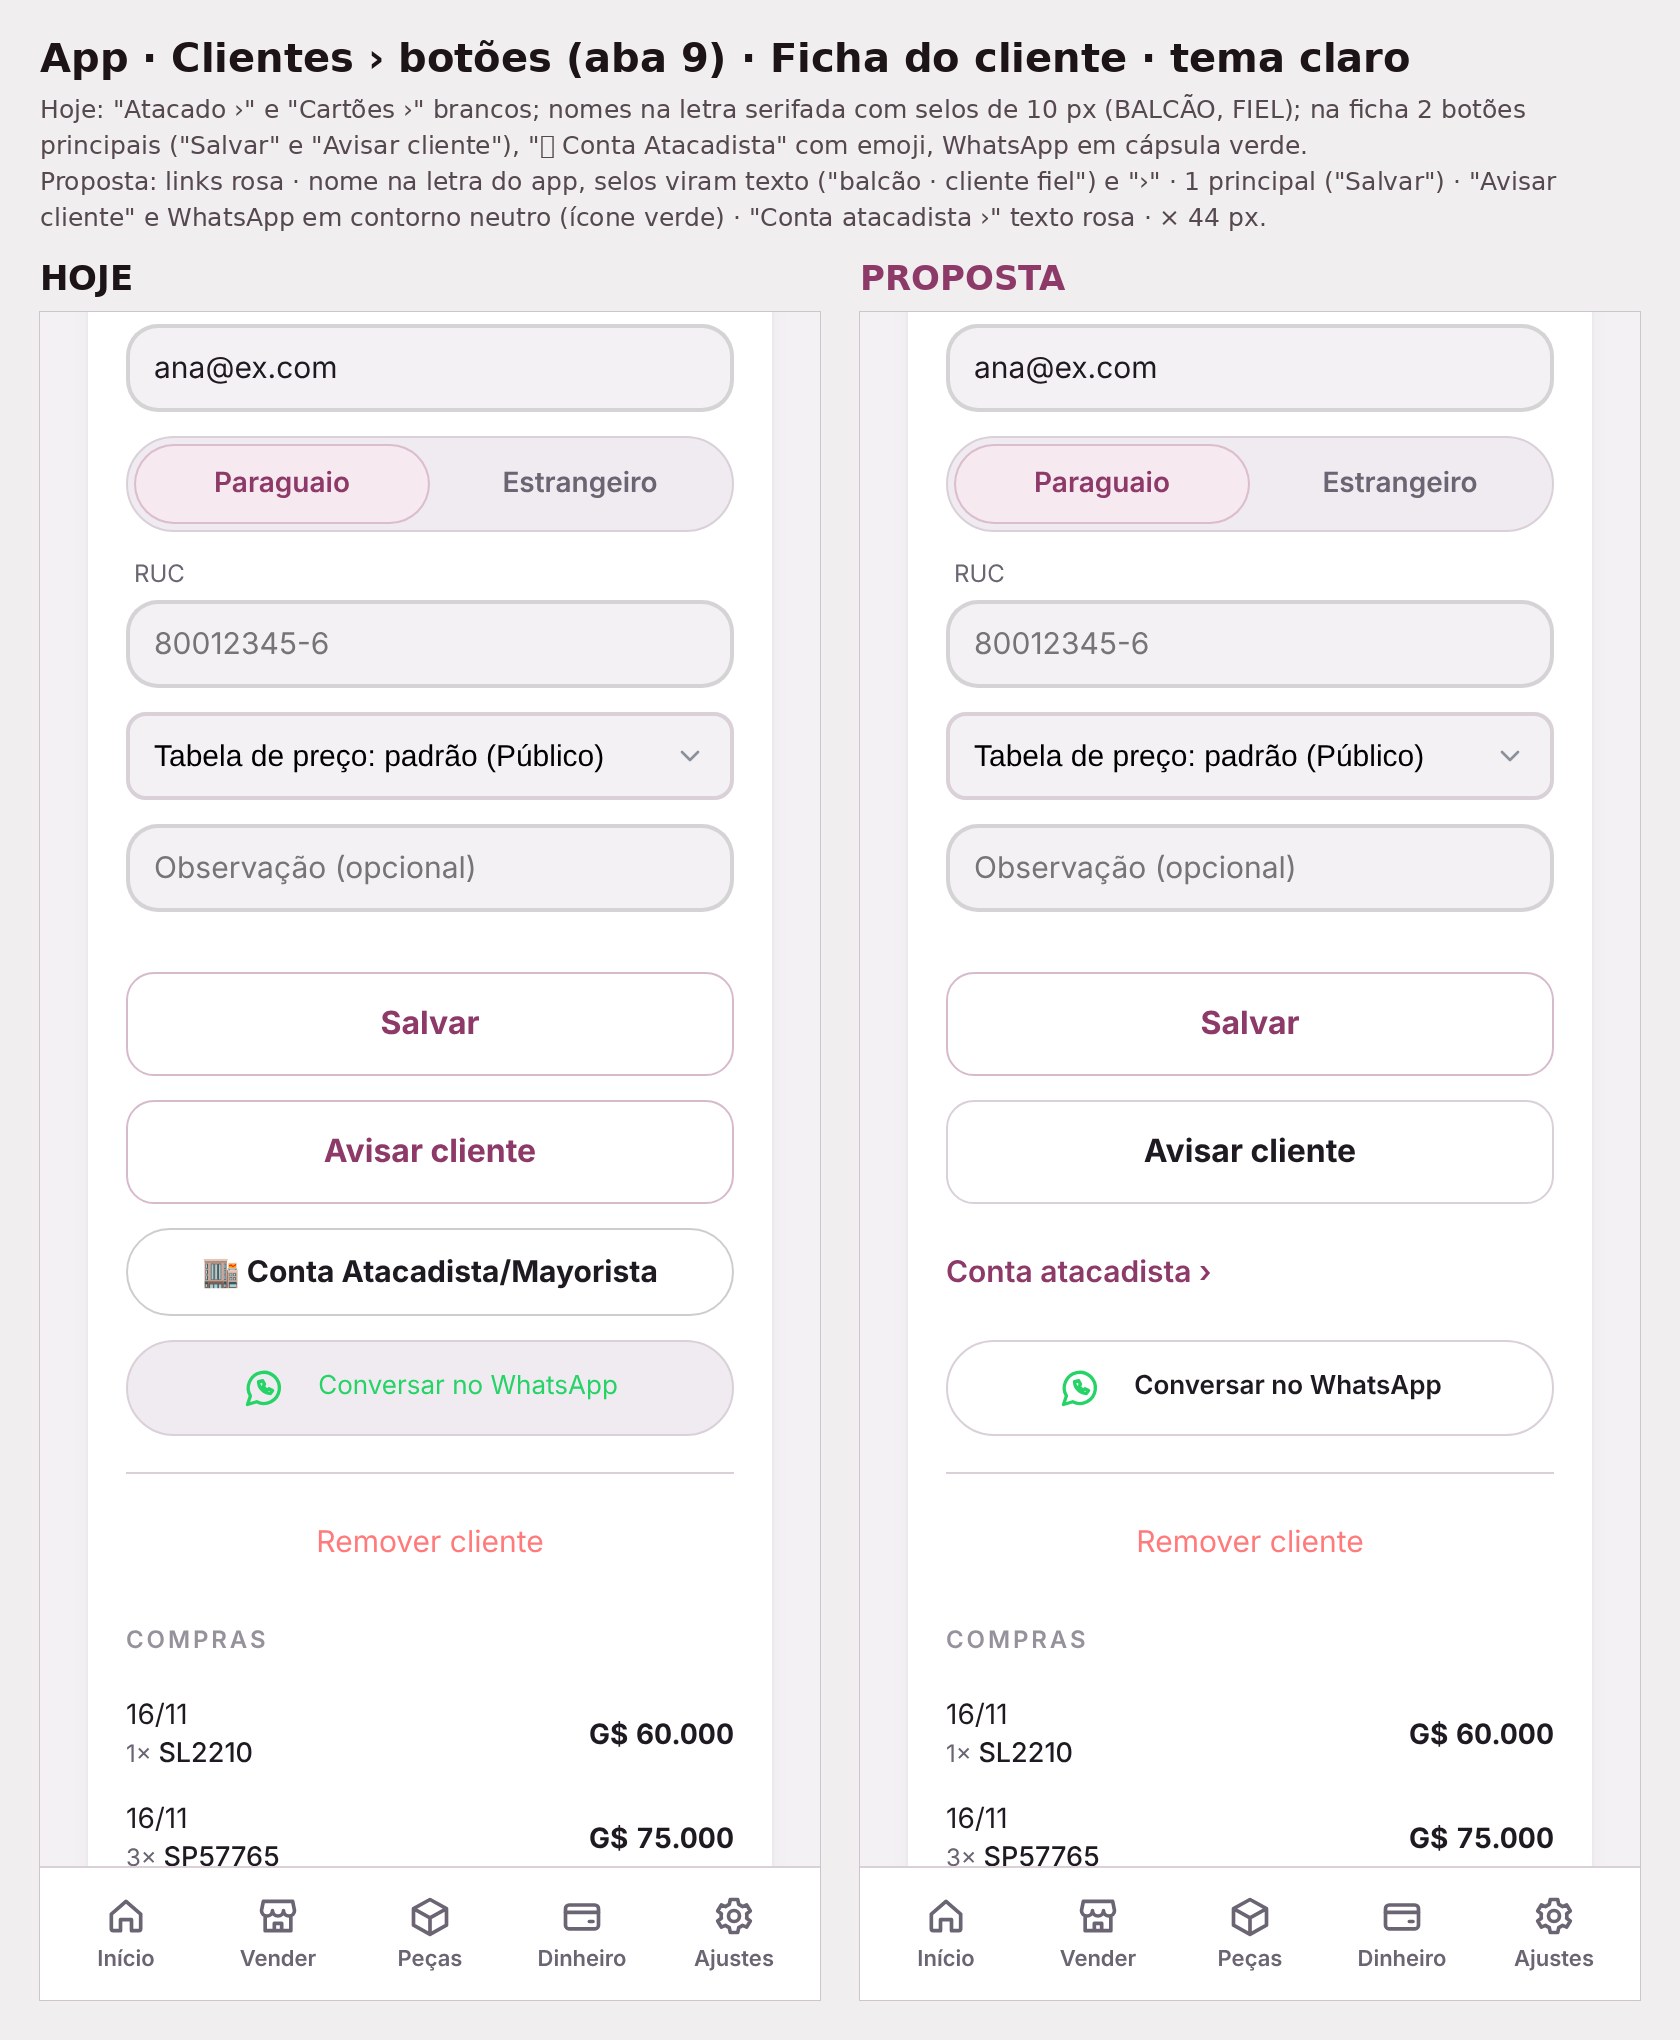 App · Clientes › botões (aba 9) · Ficha do cliente · tema claro
Hoje: "Atacado ›" e "Cartões ›" brancos; nomes na letra serifada com selos de 10 px (BALCÃO, FIEL); na ficha 2 botões
principais ("Salvar" e "Avisar cliente"), "▯ Conta Atacadista" com emoji, WhatsApp em cápsula verde.
Proposta: links rosa · nome na letra do app, selos viram texto ("balcão · cliente fiel") e "›" · 1 principal ("Salvar") · "Avisar
cliente" e WhatsApp em contorno neutro (ícone verde) · "Conta atacadista ›" texto rosa · × 44 px.
HOJE
ana@ex.com
Paraguaio Estrangeiro
RUC
80012345-6
Tabela de preço: padrão (Público)
Observação (opcional)
Salvar
Avisar cliente
🏬 Conta Atacadista/Mayorista
Conversar no WhatsApp
Remover cliente
COMPRAS
16/11
1× SL2210
G$ 60.000
16/11
3× SP57765
G$ 75.000
Início Vender Peças Dinheiro Ajustes
PROPOSTA
ana@ex.com
Paraguaio Estrangeiro
RUC
80012345-6
Tabela de preço: padrão (Público)
Observação (opcional)
Salvar
Avisar cliente
Conta atacadista ›
Conversar no WhatsApp
Remover cliente
COMPRAS
16/11
1× SL2210
G$ 60.000
16/11
3× SP57765
G$ 75.000
Início Vender Peças Dinheiro Ajustes